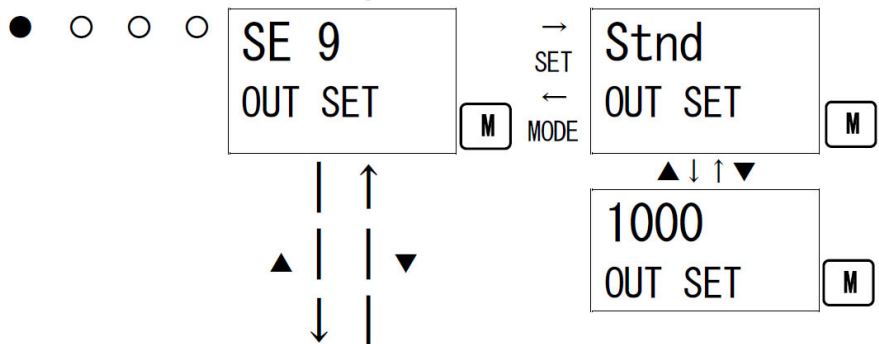 ● ○ ○ ○
SE 9
OUT SET
M
→
SET
←
MODE
Stnd
OUT SET
M
▲↓↑▼
1000
OUT SET
M
▲ ↓ ↑ ▼